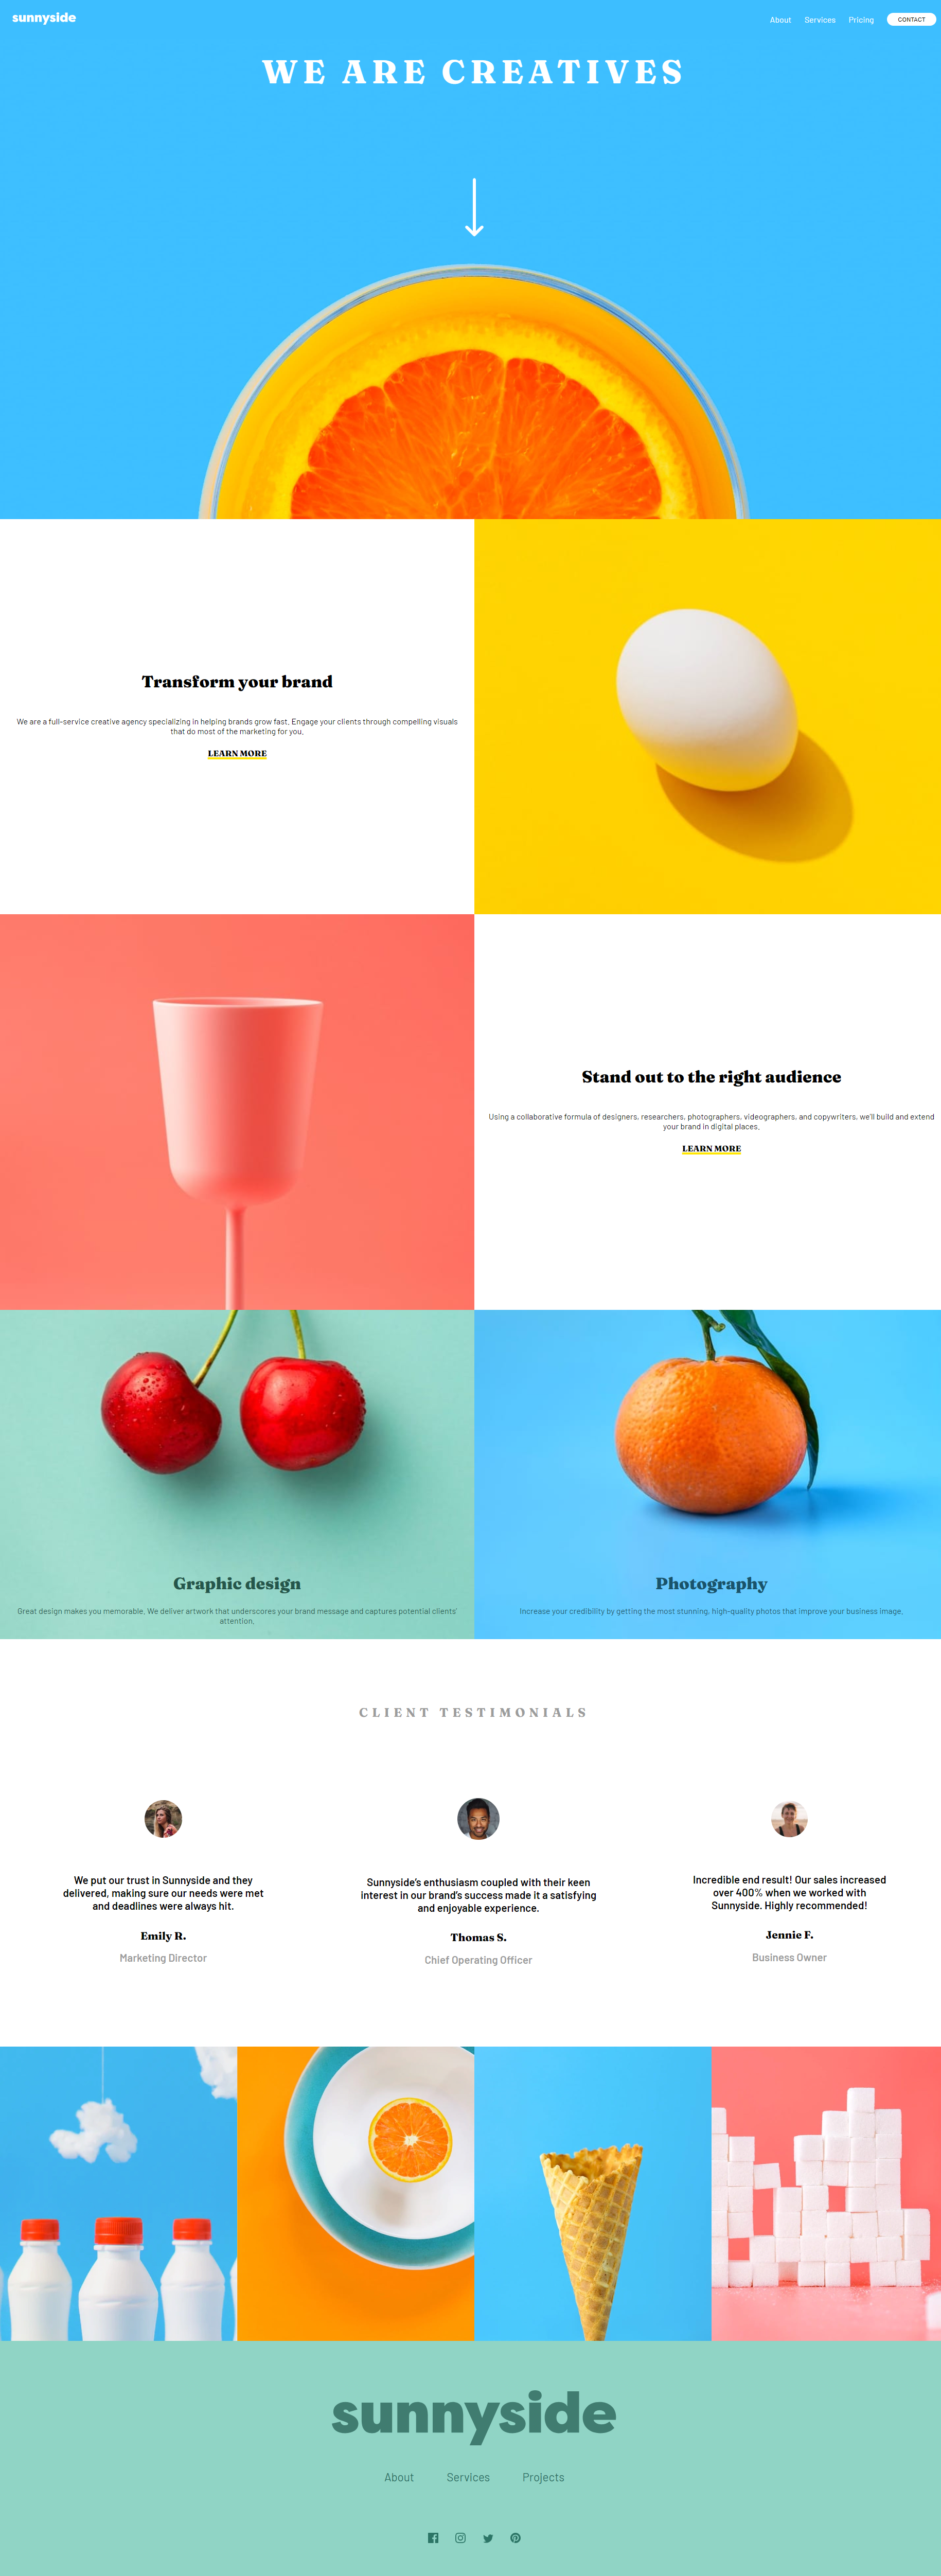 sunnyside
About Services Pricing CONTACT
WE ARE CREATIVES
Transform your brand
We are a full-service creative agency specializing in helping brands grow fast. Engage your clients through compelling visuals
that do most of the marketing for you.
LEARN MORE
Stand out to the right audience
Using a collaborative formula of designers, researchers, photographers, videographers, and copywriters, we'll build and extend
your brand in digital places.
LEARN MORE
Graphic design
Great design makes you memorable. We deliver artwork that underscores your brand message and captures potential clients'
attention.
Photography
Increase your credibility by getting the most stunning, high-quality photos that improve your business image.
CLIENT TESTIMONIALS
We put our trust in Sunnyside and they
delivered, making sure our needs were met
and deadlines were always hit.
Emily R.
Marketing Director
Sunnyside's enthusiasm coupled with their keen
interest in our brand's success made it a satisfying
and enjoyable experience.
Thomas S.
Chief Operating Officer
Incredible end result! Our sales increased
over 400% when we worked with
Sunnyside. Highly recommended!
Jennie F.
Business Owner
sunnyside
About Services Projects